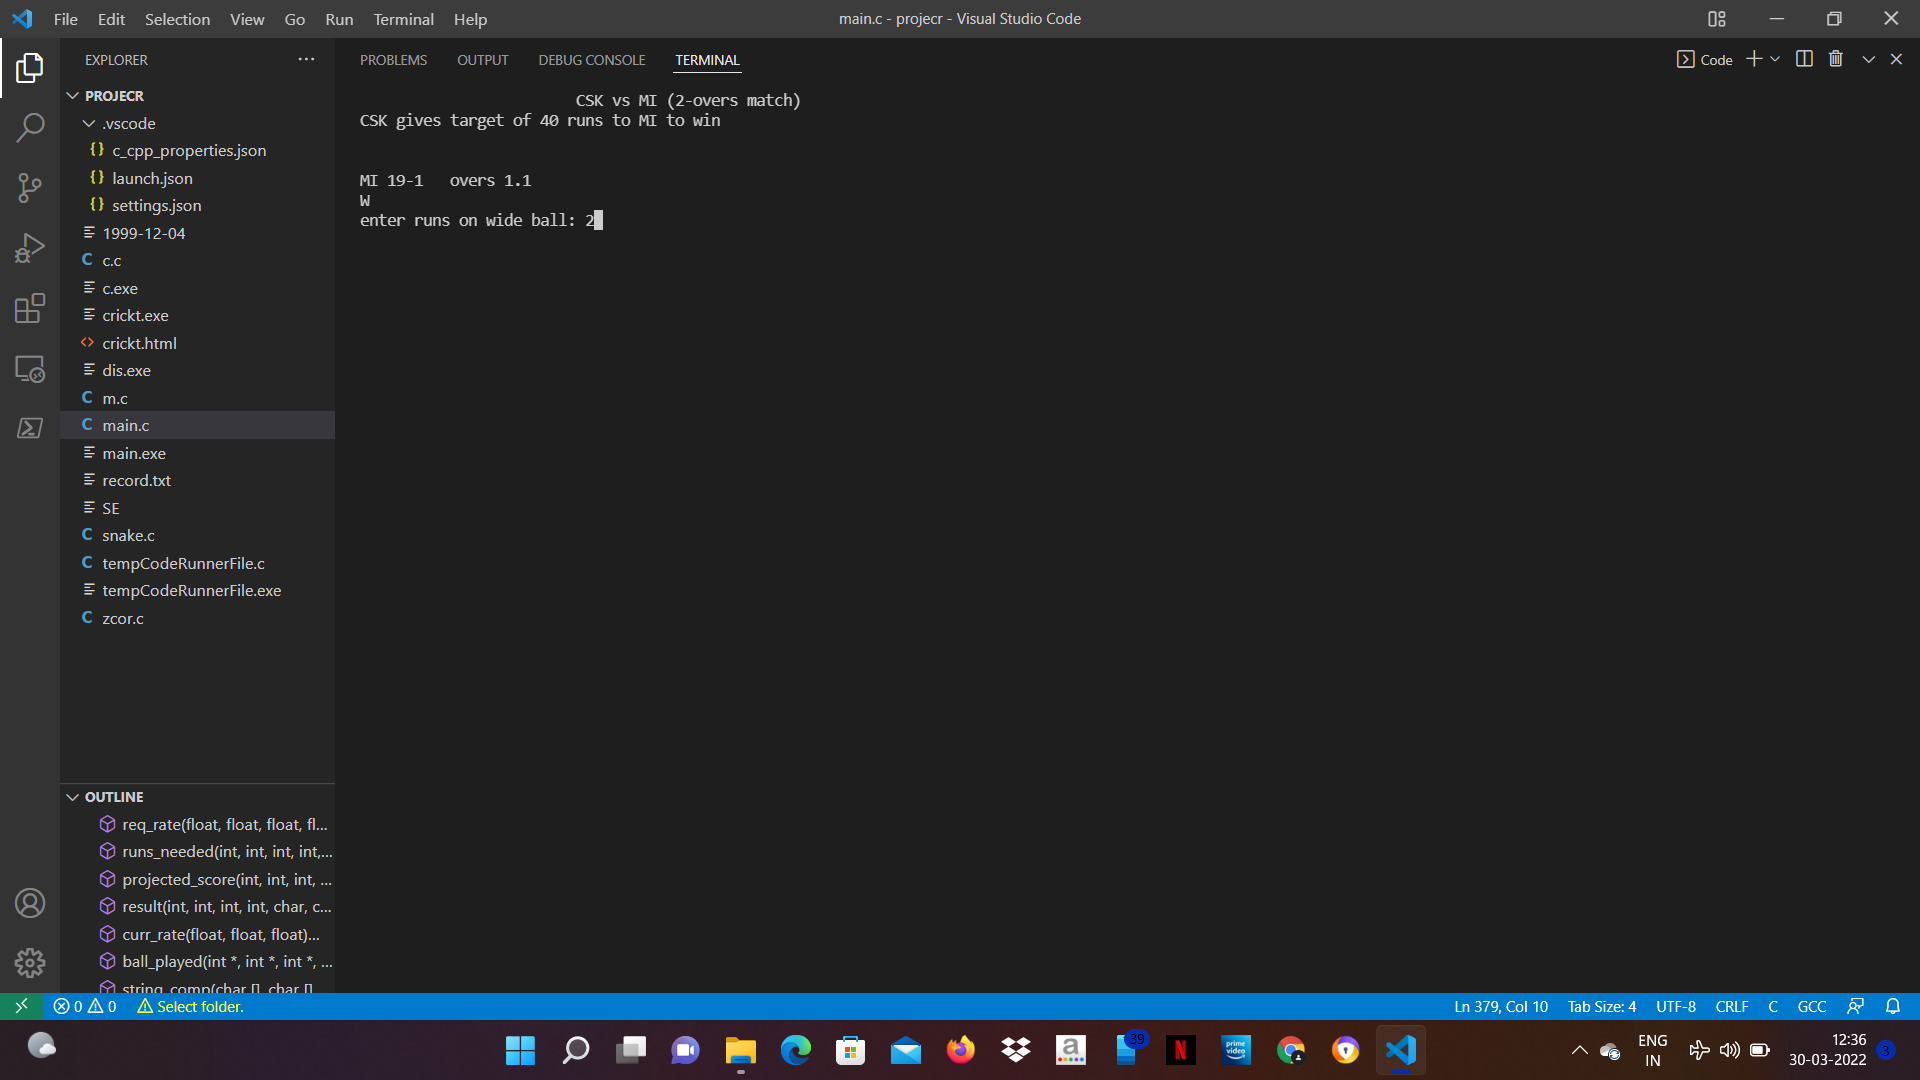 File Edit Selection View Go Run Terminal Help
main.c - projecr - Visual Studio Code
EXPLORER
PROJECR
.vscode
{} c_cpp_properties.json
{} launch.json
{} settings.json
1999-12-04
C c.c
c.exe
crickt.exe
<> crickt.html
dis.exe
C m.c
C main.c
main.exe
record.txt
SE
C snake.c
C tempCodeRunnerFile.c
tempCodeRunnerFile.exe
C zcor.c
OUTLINE
req_rate(float, float, float, fl...
runs_needed(int, int, int, int,...
projected_score(int, int, int, ...
result(int, int, int, int, char, c...
curr_rate(float, float, float)...
ball_played(int *, int *, int *, ...
string_comp(char [], char []
PROBLEMS OUTPUT DEBUG CONSOLE TERMINAL
Code
CSK vs MI (2-overs match)
CSK gives target of 40 runs to MI to win
MI 19-1 overs 1.1
W
enter runs on wide ball: 2
0 0 Select folder.
Ln 379, Col 10 Tab Size: 4 UTF-8 CRLF C GCC
a
39
N
prime video
ENG
IN
12:36
30-03-2022
3